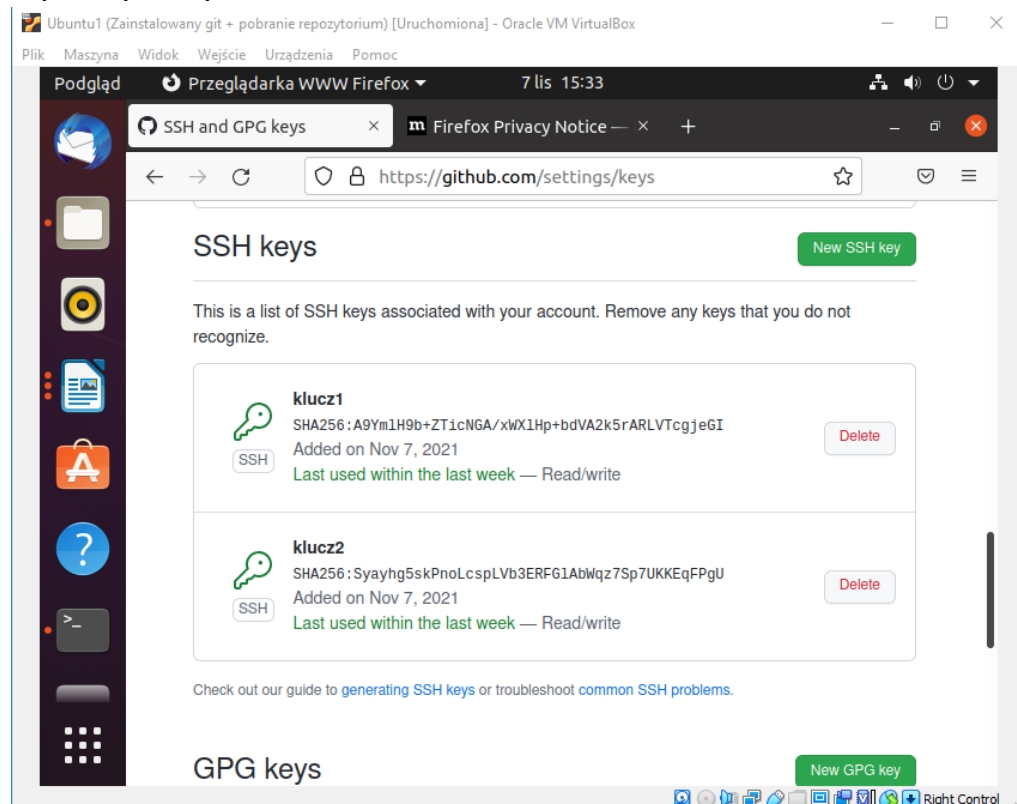 Ubuntu1 (Zainstalowany git + pobranie repozytorium) [Uruchomiona] - Oracle VM VirtualBox
Plik Maszyna Widok Wejście Urządzenia Pomoc
Podgląd Przeglądarka WWW Firefox 7 lis 15:33
SSH and GPG keys m Firefox Privacy Notice —
https://github.com/settings/keys
SSH keys New SSH key
This is a list of SSH keys associated with your account. Remove any keys that you do not
recognize.
klucz1
SHA256:A9YmlH9b+ZTicNGA/xWXlHp+bdVA2k5rARLVTcgjeGI
Added on Nov 7, 2021
SSH
Delete
Last used within the last week — Read/write
klucz2
SHA256:Syayhg5skPnoLcspLVb3ERFGlAbWqz7Sp7UKKEqFPgU
Added on Nov 7, 2021
SSH
Delete
Last used within the last week — Read/write
Check out our guide to generating SSH keys or troubleshoot common SSH problems.
GPG keys New GPG key
Right Control